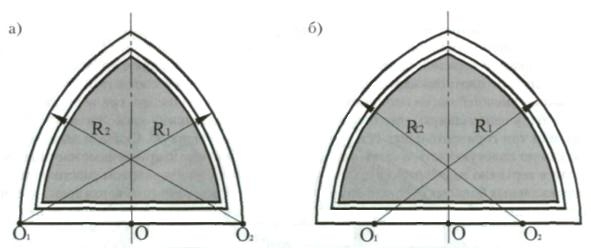 а) б)
R₂ R₁ R₂ R₁
O₁ O O₂ O₁ O O₂